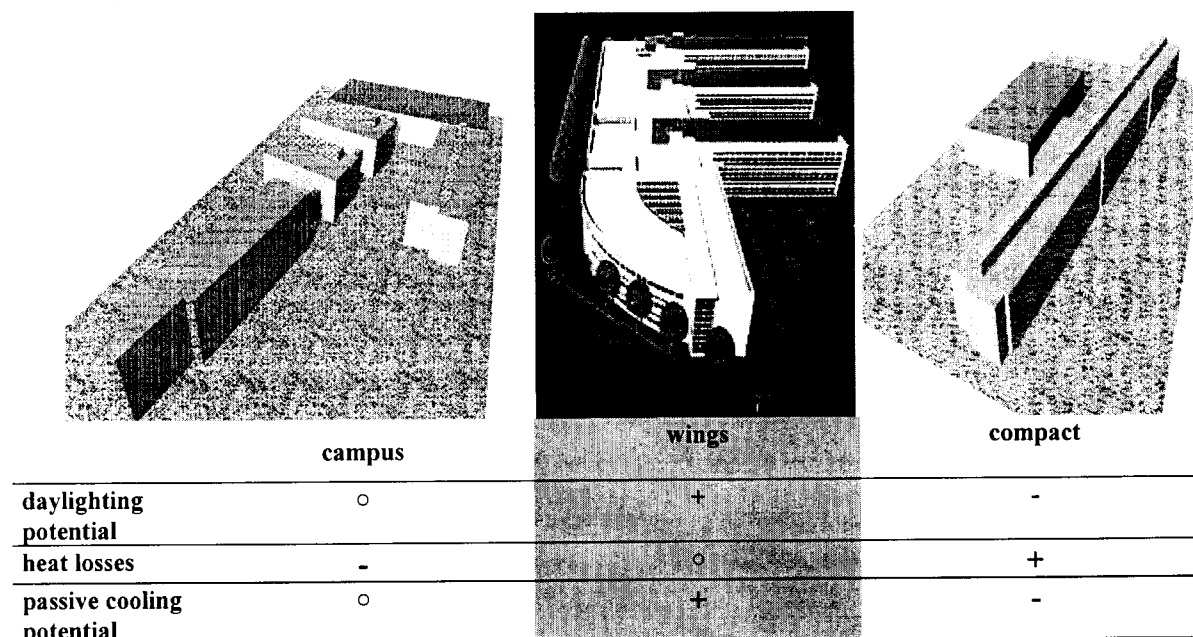 campus wings compact
daylighting ○ + -
potential
heat losses - ○ +
passive cooling ○ + -
potential